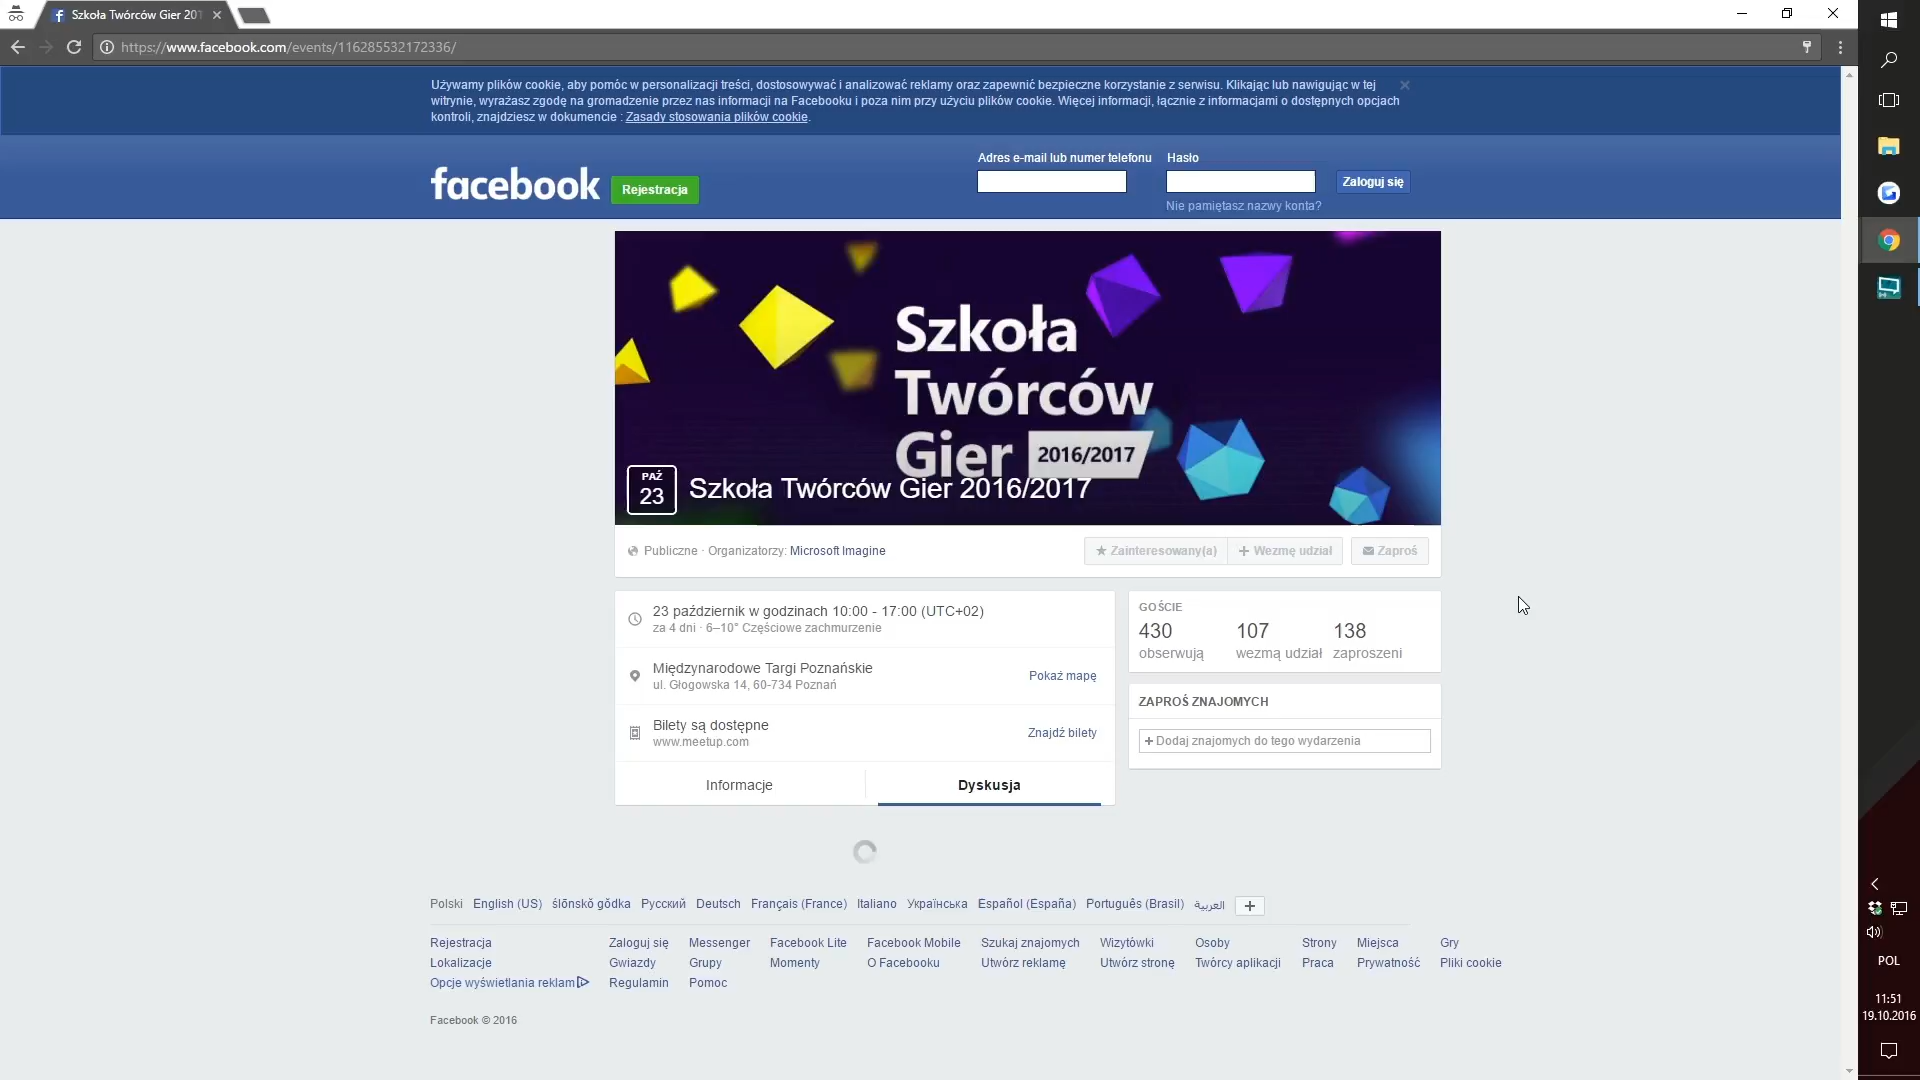 Szkoła Twórców Gier 201
https://www.facebook.com/events/116285532172336/
Używamy plików cookie, aby pomóc w personalizacji treści, dostosowywać i analizować reklamy oraz zapewnić bezpieczne korzystanie z serwisu. Klikając lub nawigując w tej
witrynie, wyrażasz zgodę na gromadzenie przez nas informacji na Facebooku i poza nim przy użyciu plików cookie. Więcej informacji, łącznie z informacjami o dostępnych opcjach
kontroli, znajdziesz w dokumencie : Zasady stosowania plików cookie.
Adres e-mail lub numer telefonu Hasło
facebook Rejestracja Zaloguj się
Nie pamiętasz nazwy konta?
Szkoła
Twórców
Gier 2016/2017
PAŹ
23 Szkoła Twórców Gier 2016/2017
Publiczne · Organizatorzy: Microsoft Imagine Zainteresowany(a) Wezmę udział Zaproś
23 październik w godzinach 10:00 - 17:00 (UTC+02)
za 4 dni · 6–10° Częściowe zachmurzenie
Międzynarodowe Targi Poznańskie
ul. Głogowska 14, 60-734 Poznań
Pokaż mapę
Bilety są dostępne
www.meetup.com
Znajdź bilety
Informacje Dyskusja
GOŚCIE
430 107 138
obserwują wezmą udział zaproszeni
ZAPROŚ ZNAJOMYCH
+ Dodaj znajomych do tego wydarzenia
Polski English (US) ślōnskŏ gŏdka Русский Deutsch Français (France) Italiano Українська Español (España) Português (Brasil) العربية
Rejestracja Zaloguj się Messenger Facebook Lite Facebook Mobile Szukaj znajomych Wizytówki Osoby Strony Miejsca Gry
Lokalizacje Gwiazdy Grupy Momenty O Facebooku Utwórz reklamę Utwórz stronę Twórcy aplikacji Praca Prywatność Pliki cookie
Opcje wyświetlania reklam Regulamin Pomoc
Facebook © 2016
POL
11:51
19.10.2016